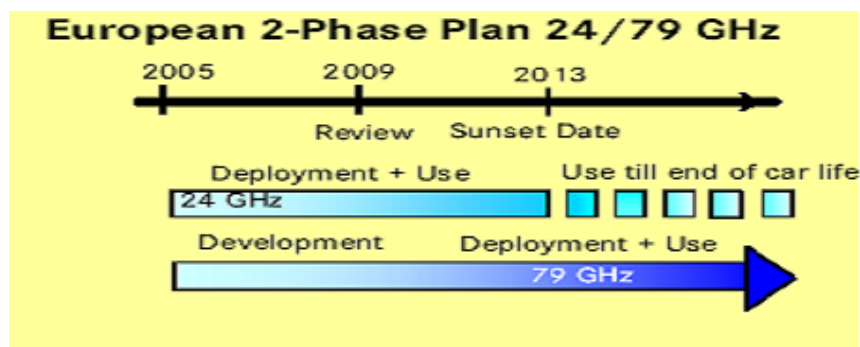 European 2-Phase Plan 24/79 GHz
2005 2009 2013
Review Sunset Date
Deployment + Use Use till end of car life
24 GHz
Development Deployment + Use
79 GHz